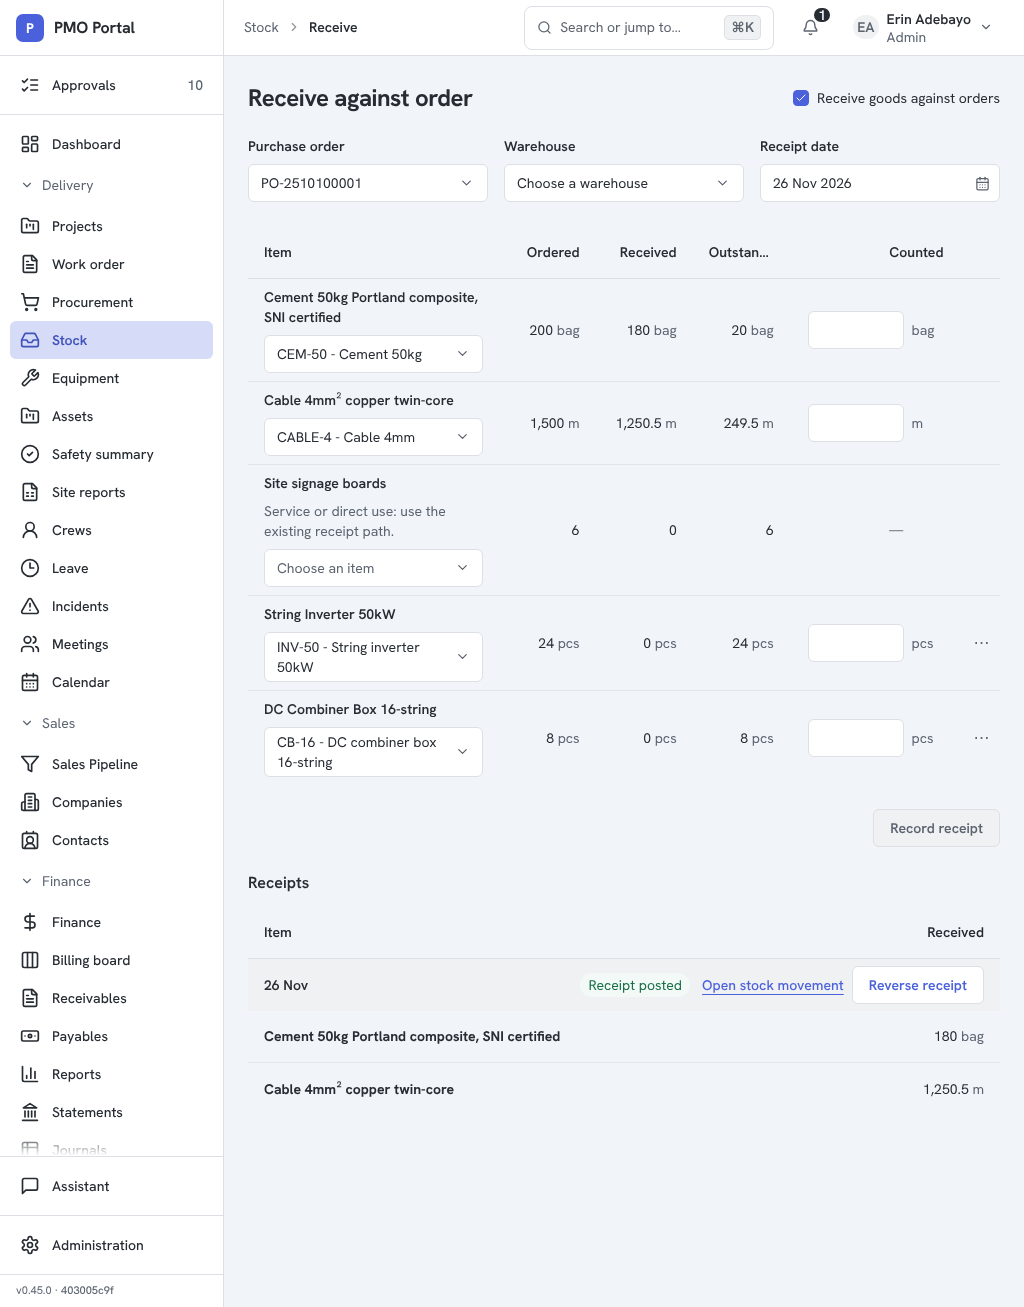 P PMO Portal
Stock > Receive
Search or jump to... ⌘K
1
EA Erin Adebayo
Admin
Approvals 10
Dashboard
Delivery
Projects
Work order
Procurement
Stock
Equipment
Assets
Safety summary
Site reports
Crews
Leave
Incidents
Meetings
Calendar
Sales
Sales Pipeline
Companies
Contacts
Finance
Finance
Billing board
Receivables
Payables
Reports
Statements
Journals
Assistant
Administration
v0.45.0 · 403005c9f
Receive against order
Receive goods against orders
Purchase order Warehouse Receipt date
PO-2510100001 Choose a warehouse 26 Nov 2026
Item Ordered Received Outstan... Counted
Cement 50kg Portland composite,
SNI certified
CEM-50 - Cement 50kg
200 bag 180 bag 20 bag bag
Cable 4mm² copper twin-core
CABLE-4 - Cable 4mm
1,500 m 1,250.5 m 249.5 m m
Site signage boards
Service or direct use: use the
existing receipt path.
Choose an item
6 0 6 —
String Inverter 50kW
INV-50 - String inverter
50kW
24 pcs 0 pcs 24 pcs pcs ...
DC Combiner Box 16-string
CB-16 - DC combiner box
16-string
8 pcs 0 pcs 8 pcs pcs ...
Record receipt
Receipts
Item Received
26 Nov Receipt posted Open stock movement Reverse receipt
Cement 50kg Portland composite, SNI certified 180 bag
Cable 4mm² copper twin-core 1,250.5 m